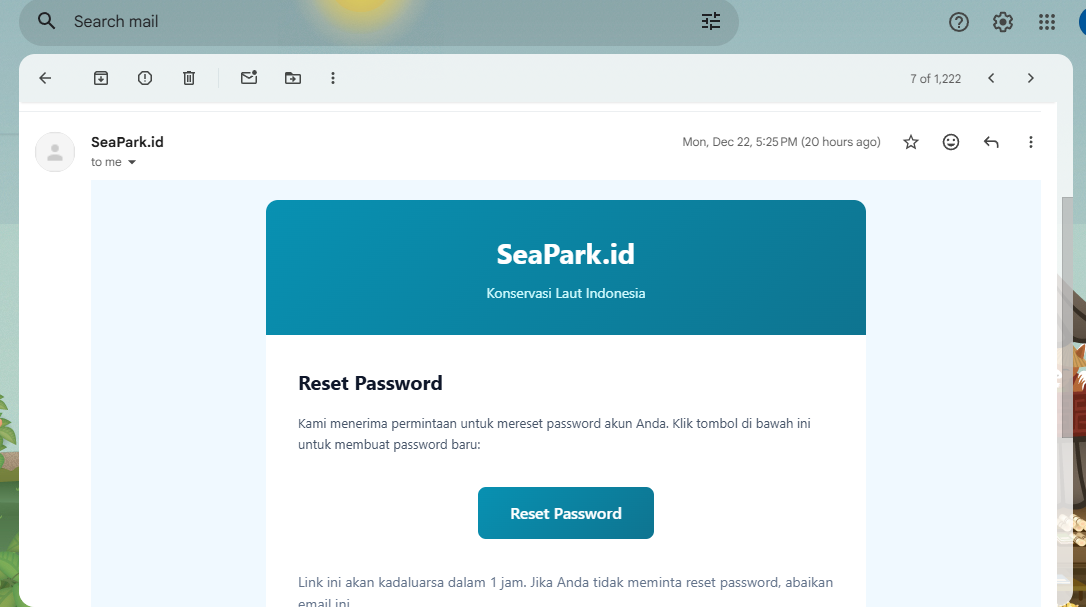 Search mail
7 of 1,222
SeaPark.id
Mon, Dec 22, 5:25 PM (20 hours ago)
to me
SeaPark.id
Konservasi Laut Indonesia
Reset Password
Kami menerima permintaan untuk mereset password akun Anda. Klik tombol di bawah ini
untuk membuat password baru:
Reset Password
Link ini akan kadaluarsa dalam 1 jam. Jika Anda tidak meminta reset password, abaikan
email ini.